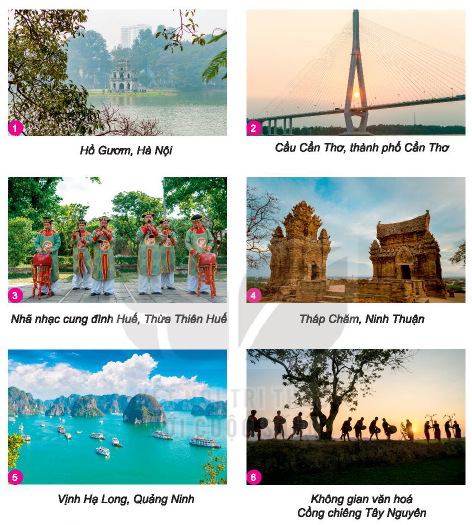 1
Hồ Gươm, Hà Nội
2
Cầu Cần Thơ, thành phố Cần Thơ
3
Nhã nhạc cung đình Huế, Thừa Thiên Huế
4
Tháp Chăm, Ninh Thuận
5
Vịnh Hạ Long, Quảng Ninh
6
Không gian văn hoá
Cồng chiêng Tây Nguyên